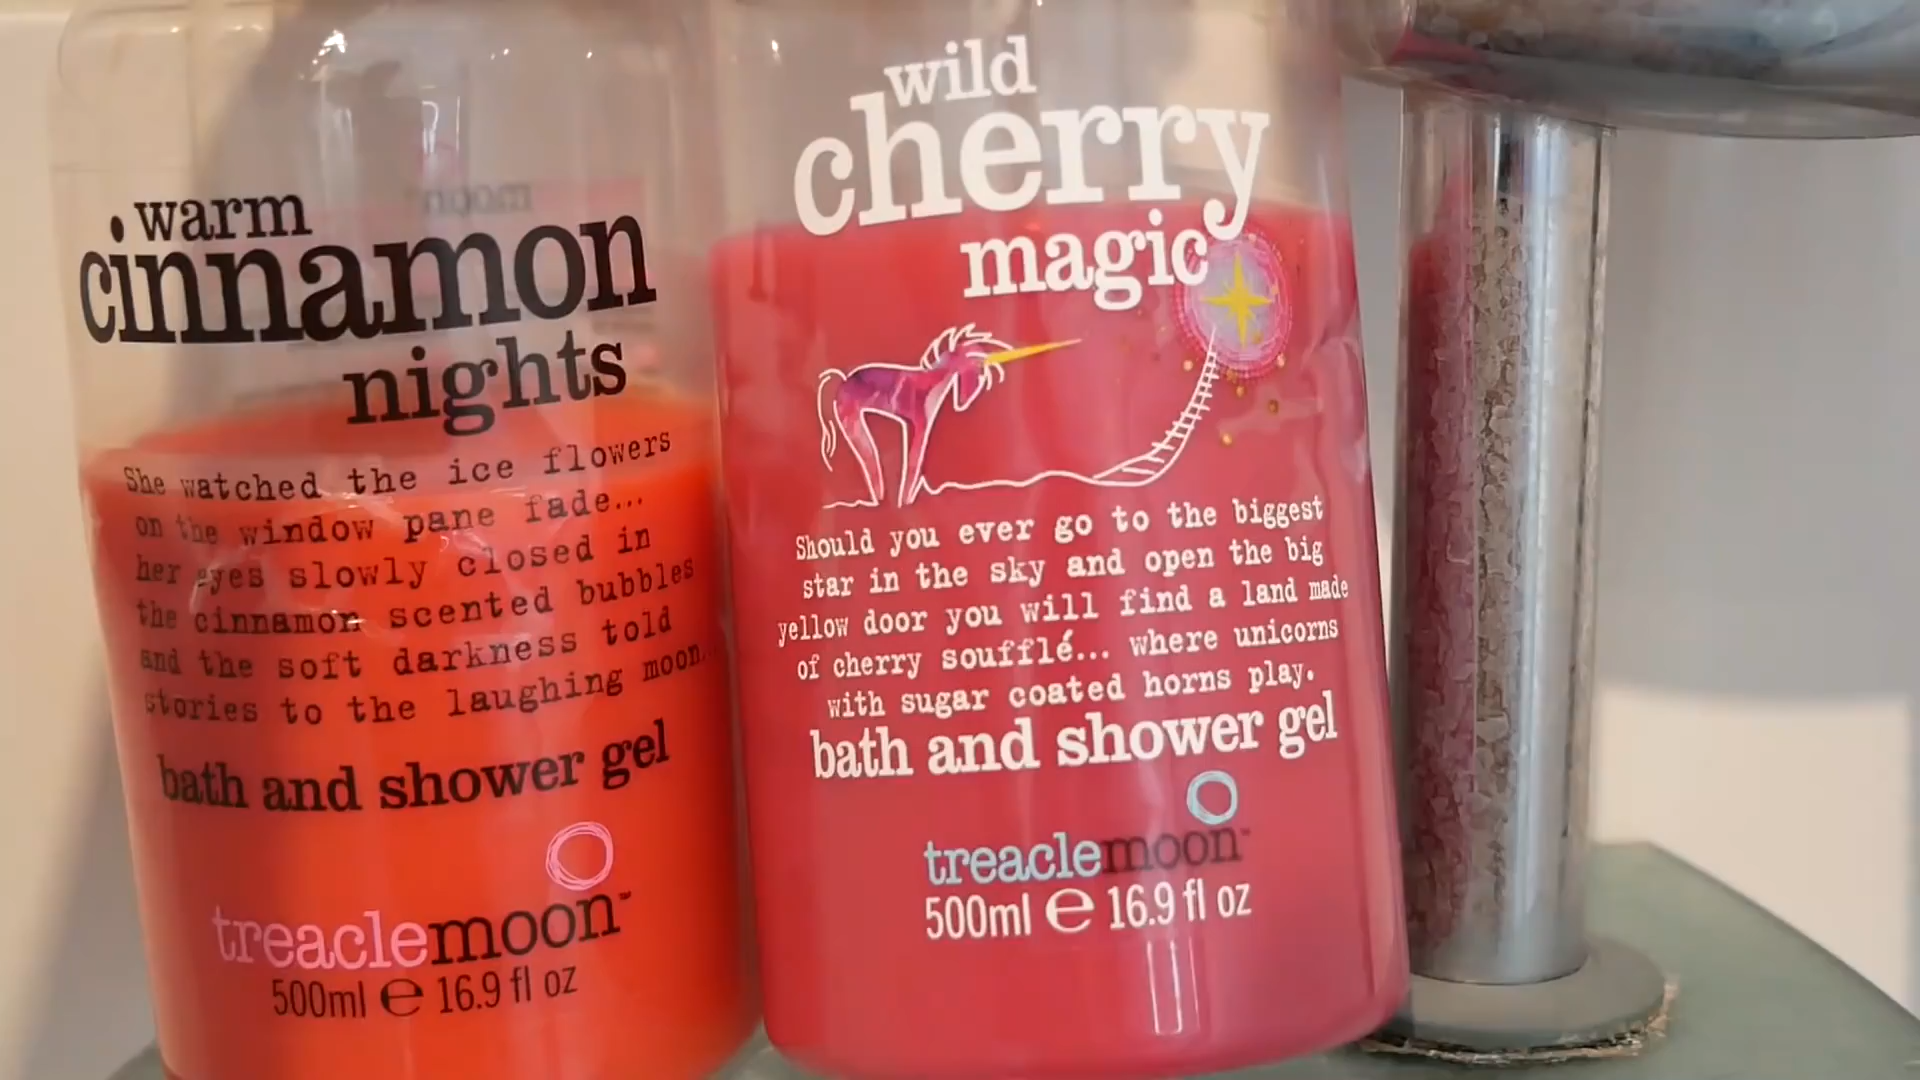 warm
cinnamon
nights
She watched the ice flowers
on the window pane fade...
her eyes slowly closed in
the cinnamon scented bubbles
and the soft darkness told
stories to the laughing moon..
bath and shower gel
treaclemoon™
500ml ℮ 16.9 fl oz
moon
wild
cherry
magic
Should you ever go to the biggest
star in the sky and open the big
yellow door you will find a land made
of cherry soufflé... where unicorns
with sugar coated horns play.
bath and shower gel
treaclemoon™
500ml ℮ 16.9 fl oz